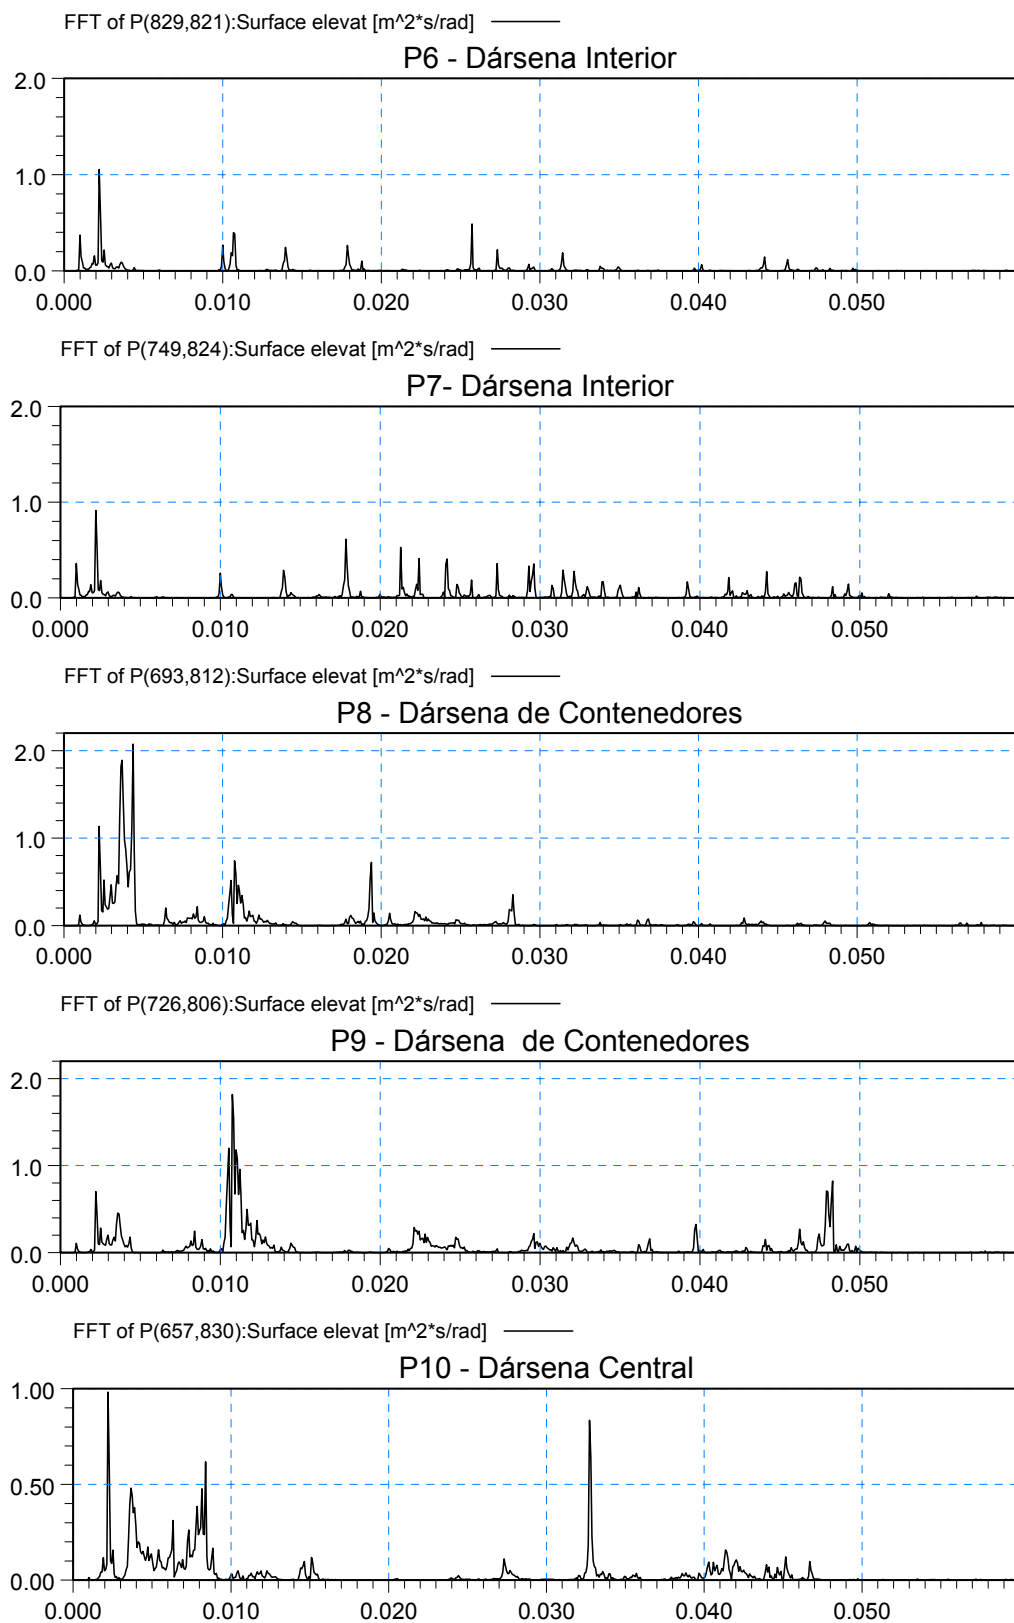 FFT of P(829,821):Surface elevat [m^2*s/rad]
P6 - Dársena Interior
2.0
1.0
0.0
0.000 0.010 0.020 0.030 0.040 0.050
FFT of P(749,824):Surface elevat [m^2*s/rad]
P7- Dársena Interior
2.0
1.0
0.0
0.000 0.010 0.020 0.030 0.040 0.050
FFT of P(693,812):Surface elevat [m^2*s/rad]
P8 - Dársena de Contenedores
2.0
1.0
0.0
0.000 0.010 0.020 0.030 0.040 0.050
FFT of P(726,806):Surface elevat [m^2*s/rad]
P9 - Dársena  de Contenedores
2.0
1.0
0.0
0.000 0.010 0.020 0.030 0.040 0.050
FFT of P(657,830):Surface elevat [m^2*s/rad]
P10 - Dársena Central
1.00
0.50
0.00
0.000 0.010 0.020 0.030 0.040 0.050